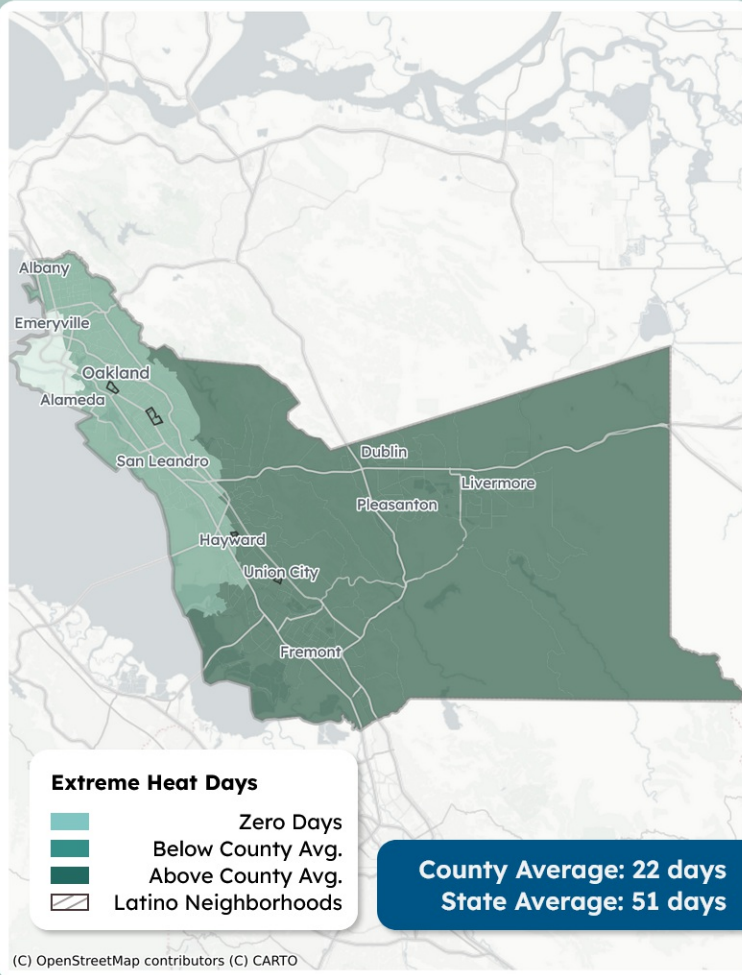 Albany
Emeryville
Oakland
Alameda
San Leandro
Dublin
Livermore
Pleasanton
Hayward
Union City
Fremont
Extreme Heat Days
Zero Days
Below County Avg.
Above County Avg.
Latino Neighborhoods
County Average: 22 days
State Average: 51 days
(C) OpenStreetMap contributors (C) CARTO